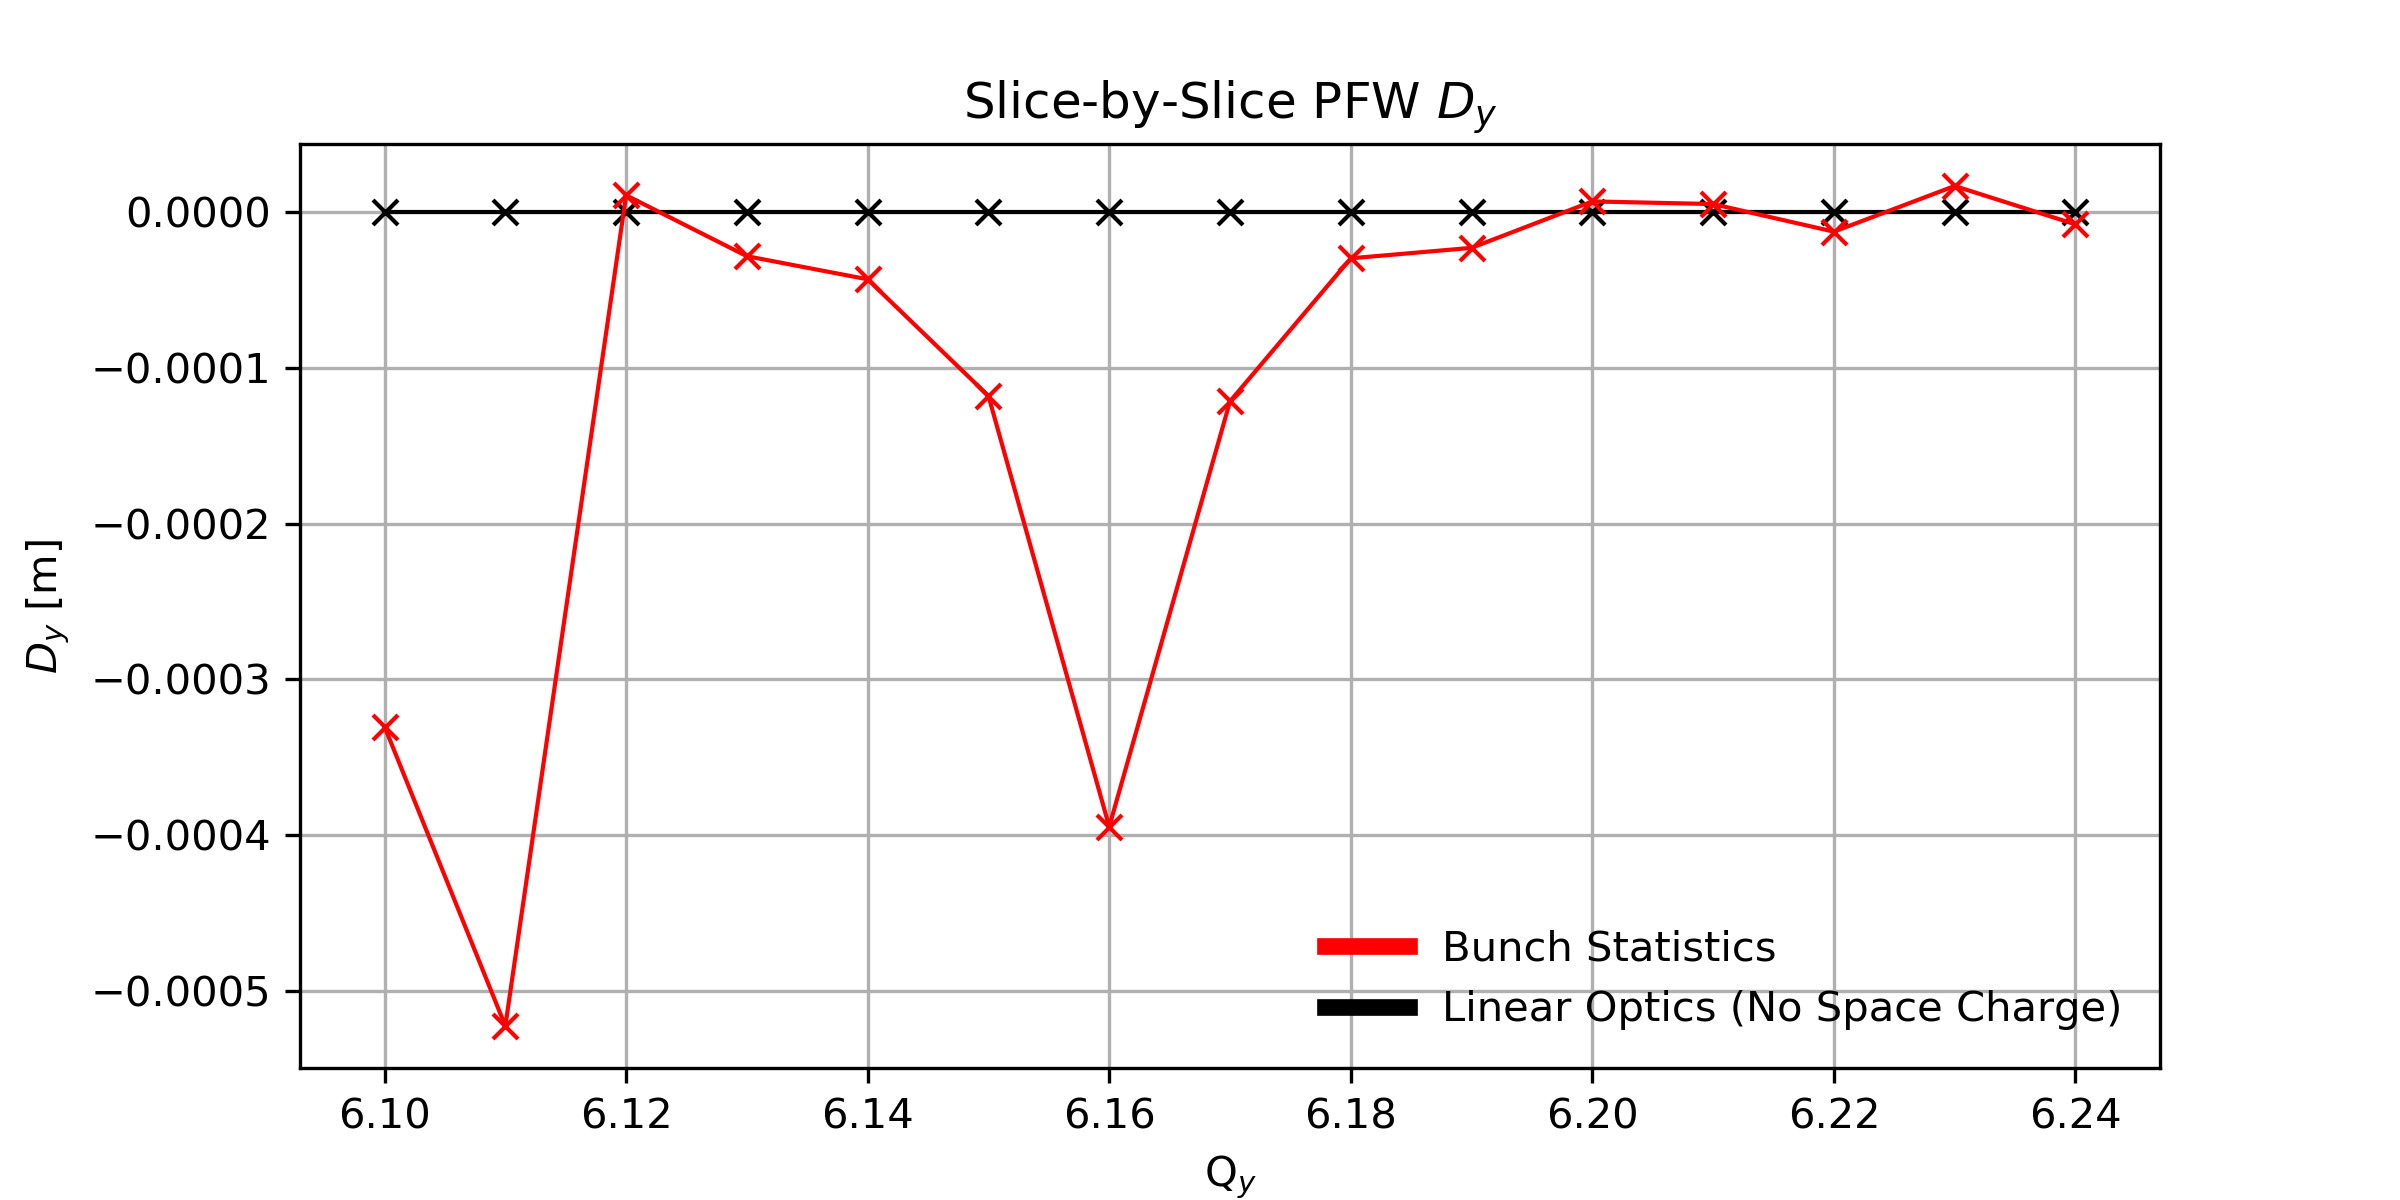 Slice-by-Slice PFW D_y
0.0000
−0.0001
−0.0002
−0.0003
−0.0004
−0.0005
D_y [m]
Bunch Statistics
Linear Optics (No Space Charge)
6.10 6.12 6.14 6.16 6.18 6.20 6.22 6.24
Q_y